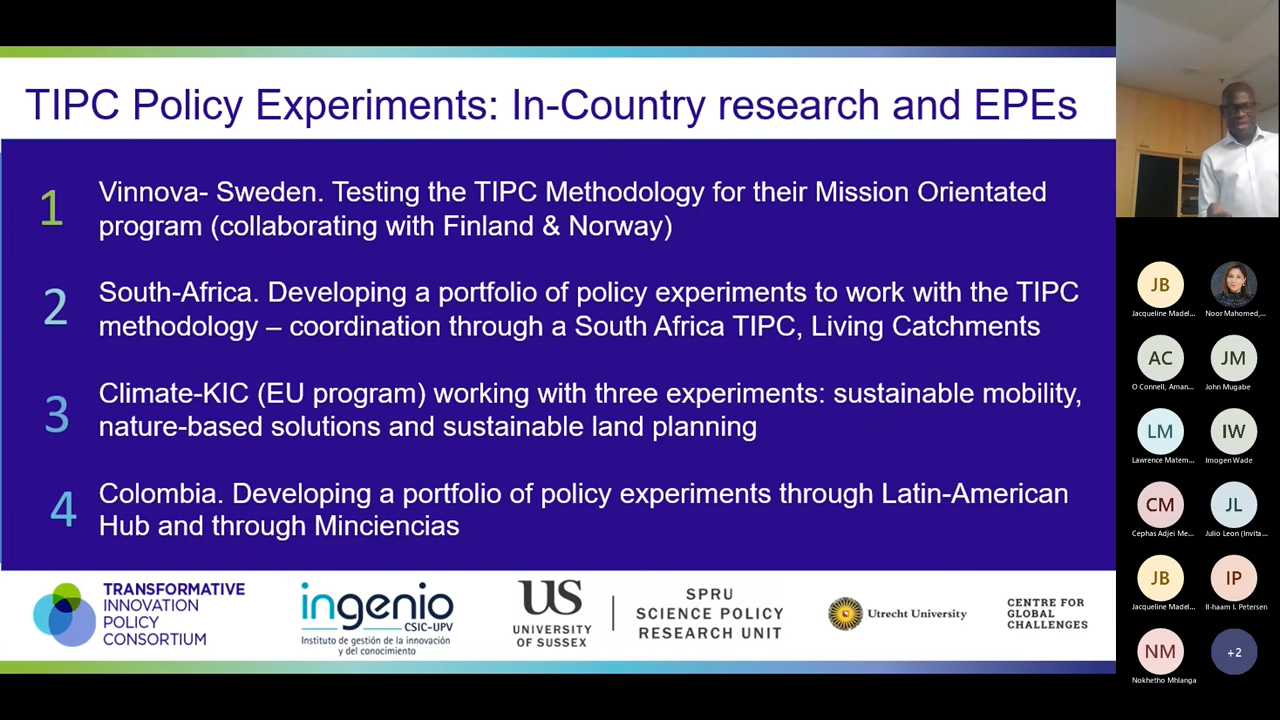 TIPC Policy Experiments: In-Country research and EPEs
1
Vinnova- Sweden. Testing the TIPC Methodology for their Mission Orientated
program (collaborating with Finland & Norway)
2
South-Africa. Developing a portfolio of policy experiments to work with the TIPC
methodology – coordination through a South Africa TIPC, Living Catchments
3
Climate-KIC (EU program) working with three experiments: sustainable mobility,
nature-based solutions and sustainable land planning
4
Colombia. Developing a portfolio of policy experiments through Latin-American
Hub and through Minciencias
TRANSFORMATIVE
INNOVATION
POLICY
CONSORTIUM
ingenio
CSIC-UPV
Instituto de gestión de la innovación
y del conocimiento
US
UNIVERSITY
OF SUSSEX
SPRU
SCIENCE POLICY
RESEARCH UNIT
Utrecht University
CENTRE FOR
GLOBAL
CHALLENGES
JB
Jacqueline Madel...
Noor Mahomed,...
AC
O Connell, Aman...
JM
John Mugabe
LM
Lawrence Matem...
IW
Imogen Wade
CM
Cephas Adjei Me...
JL
Julio Leon (Invita...
JB
Jacqueline Madel...
IP
Il-haam I. Petersen
NM
Nokhetho Mhlanga
+2